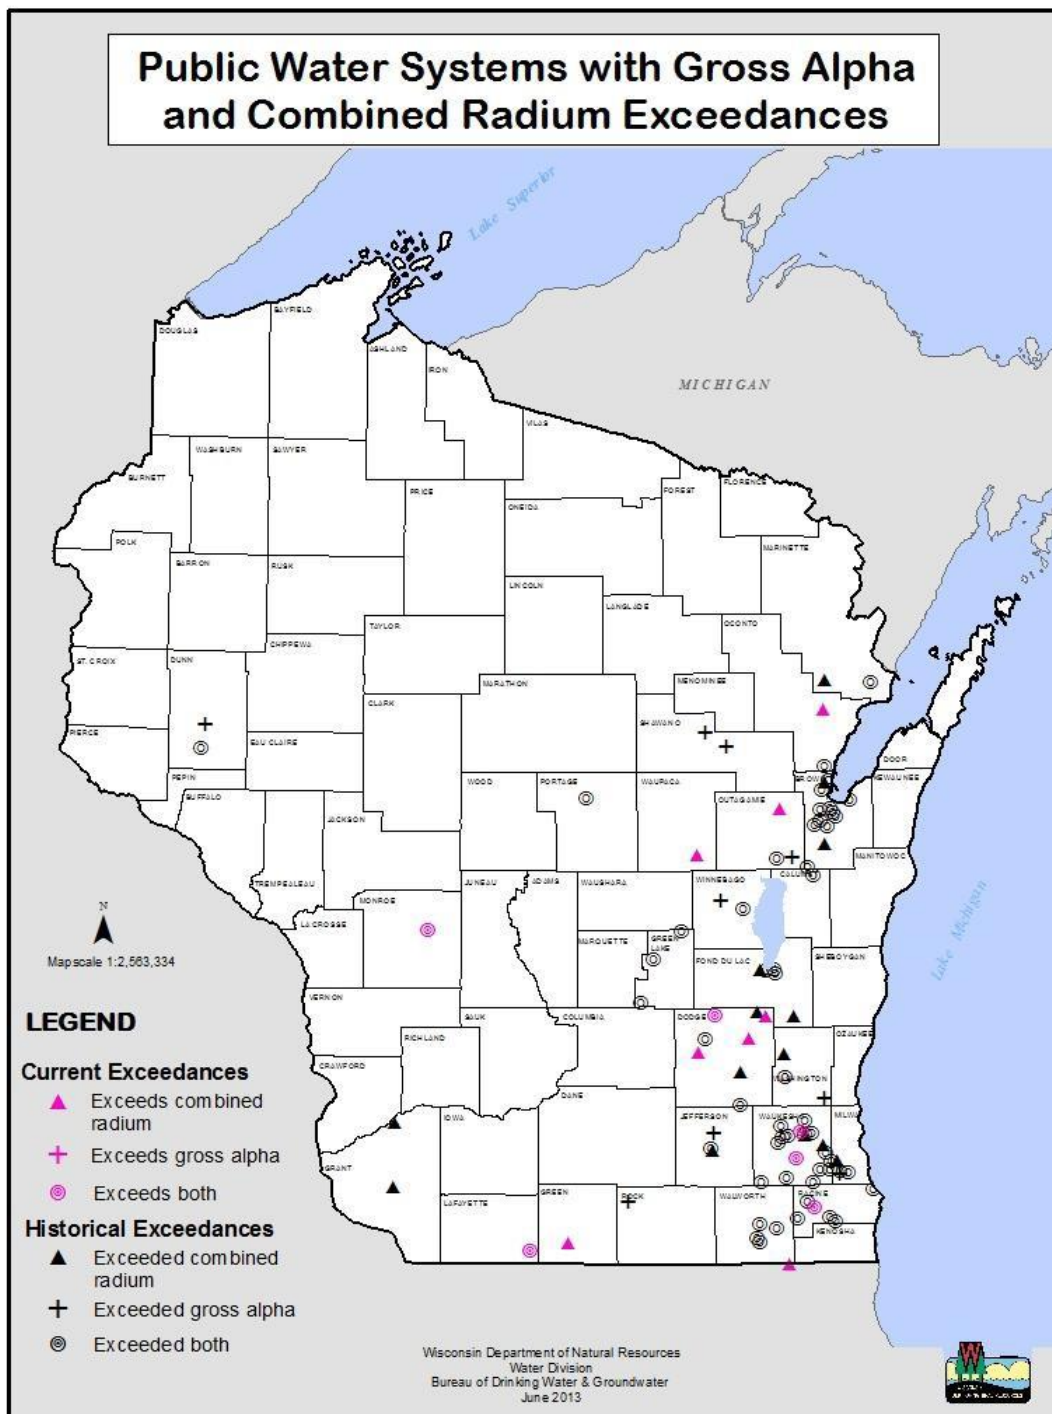 Public Water Systems with Gross Alpha
and Combined Radium Exceedances
Lake Superior
BAYFIELD
DOUGLAS
ASHLAND
IRON
MICHIGAN
VILAS
WASHBURN
SAWYER
BURNETT
PRICE
FOREST
FLORENCE
ONEIDA
POLK
MARINETTE
BARRON
RUSK
LINCOLN
LANGLADE
OCONTO
TAYLOR
CHIPPEWA
ST. CROIX
DUNN
MENOMINEE
MARATHON
CLARK
SHAWANO
PIERCE
EAU CLAIRE
DOOR
PEPIN
WOOD
PORTAGE
WAUPACA
BROWN
KEWAUNEE
BUFFALO
OUTAGAMIE
JACKSON
MANITOWOC
TREMPEALEAU
JUNEAU
ADAMS
WAUSHARA
WINNEBAGO
CALUMET
MONROE
LA CROSSE
N
MARQUETTE
GREEN
LAKE
Lake Michigan
FOND DU LAC
SHEBOYGAN
Mapscale 1:2,563,334
VERNON
SAUK
COLUMBIA
DODGE
OZAUKEE
RICHLAND
CRAWFORD
WASHINGTON
DANE
IOWA
JEFFERSON
WAUKESHA
MILWA
GRANT
LAFAYETTE
GREEN
ROCK
WALWORTH
RACINE
KENOSHA
LEGEND
Current Exceedances
Exceeds combined
radium
Exceeds gross alpha
Exceeds both
Historical Exceedances
Exceeded combined
radium
Exceeded gross alpha
Exceeded both
Wisconsin Department of Natural Resources
Water Division
Bureau of Drinking Water & Groundwater
June 2013
W